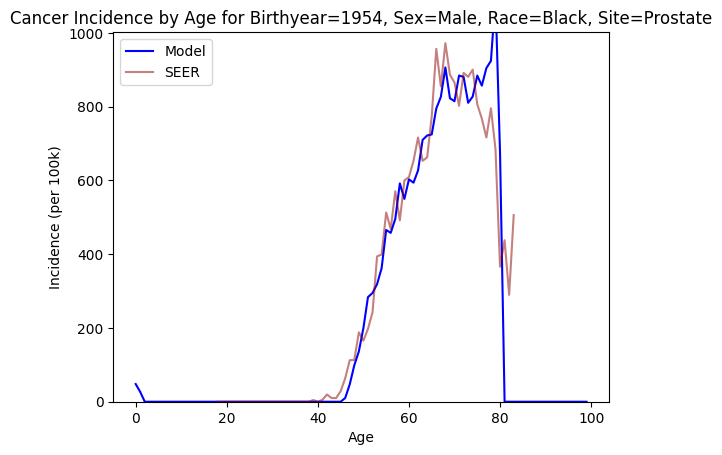 Cancer Incidence by Age for Birthyear=1954, Sex=Male, Race=Black, Site=Prostate
1000
800
600
400
200
0
Incidence (per 100k)
Model
SEER
0 20 40 60 80 100
Age